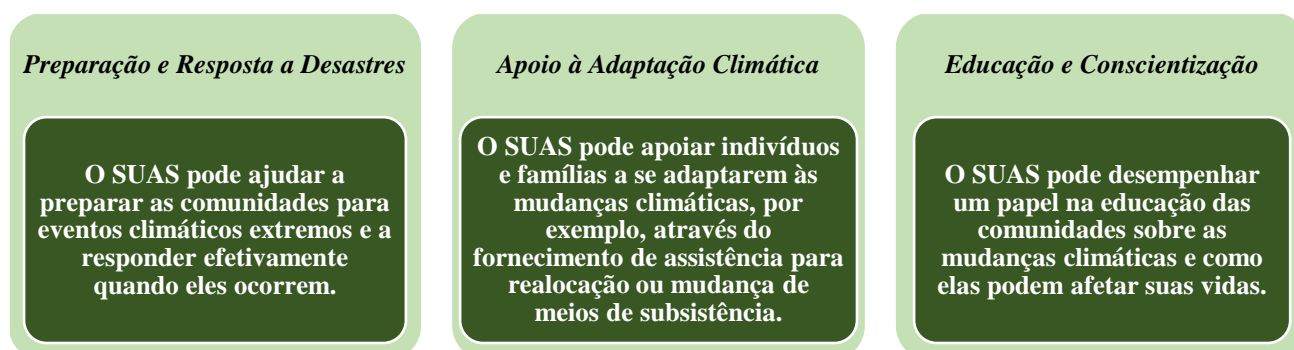 Preparação e Resposta a Desastres
O SUAS pode ajudar a
preparar as comunidades para
eventos climáticos extremos e a
responder efetivamente
quando eles ocorrem.
Apoio à Adaptação Climática
O SUAS pode apoiar indivíduos
e famílias a se adaptarem às
mudanças climáticas, por
exemplo, através do
fornecimento de assistência para
realocação ou mudança de
meios de subsistência.
Educação e Conscientização
O SUAS pode desempenhar
um papel na educação das
comunidades sobre as
mudanças climáticas e como
elas podem afetar suas vidas.